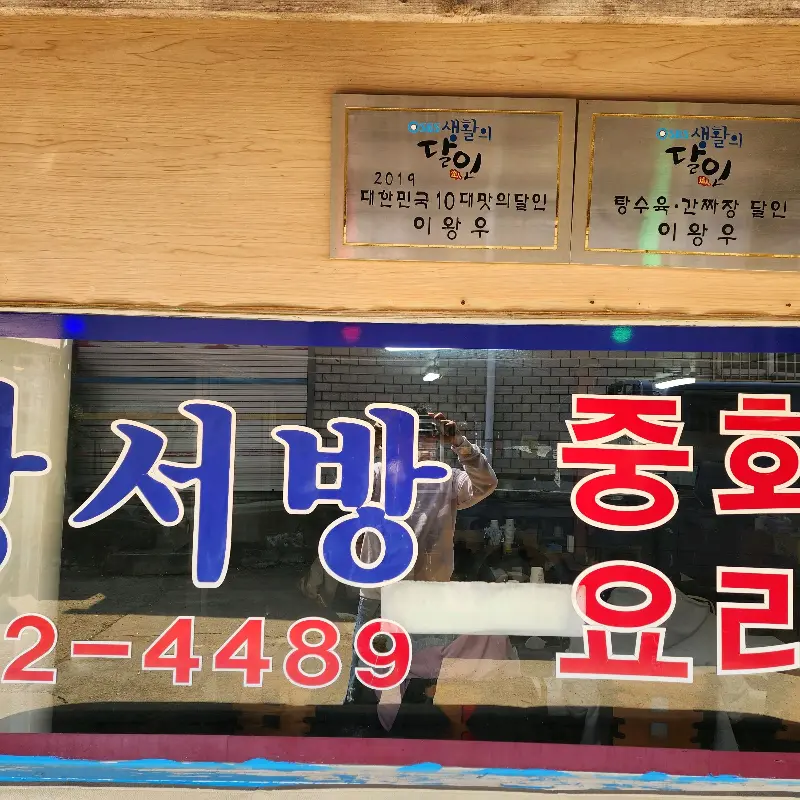 SBS 생활의
달인
2019
대한민국 10대맛의달인
이왕우
SBS 생활의
달인
탕수육·간짜장 달인
이왕우
서방
2-4489
중화
요리